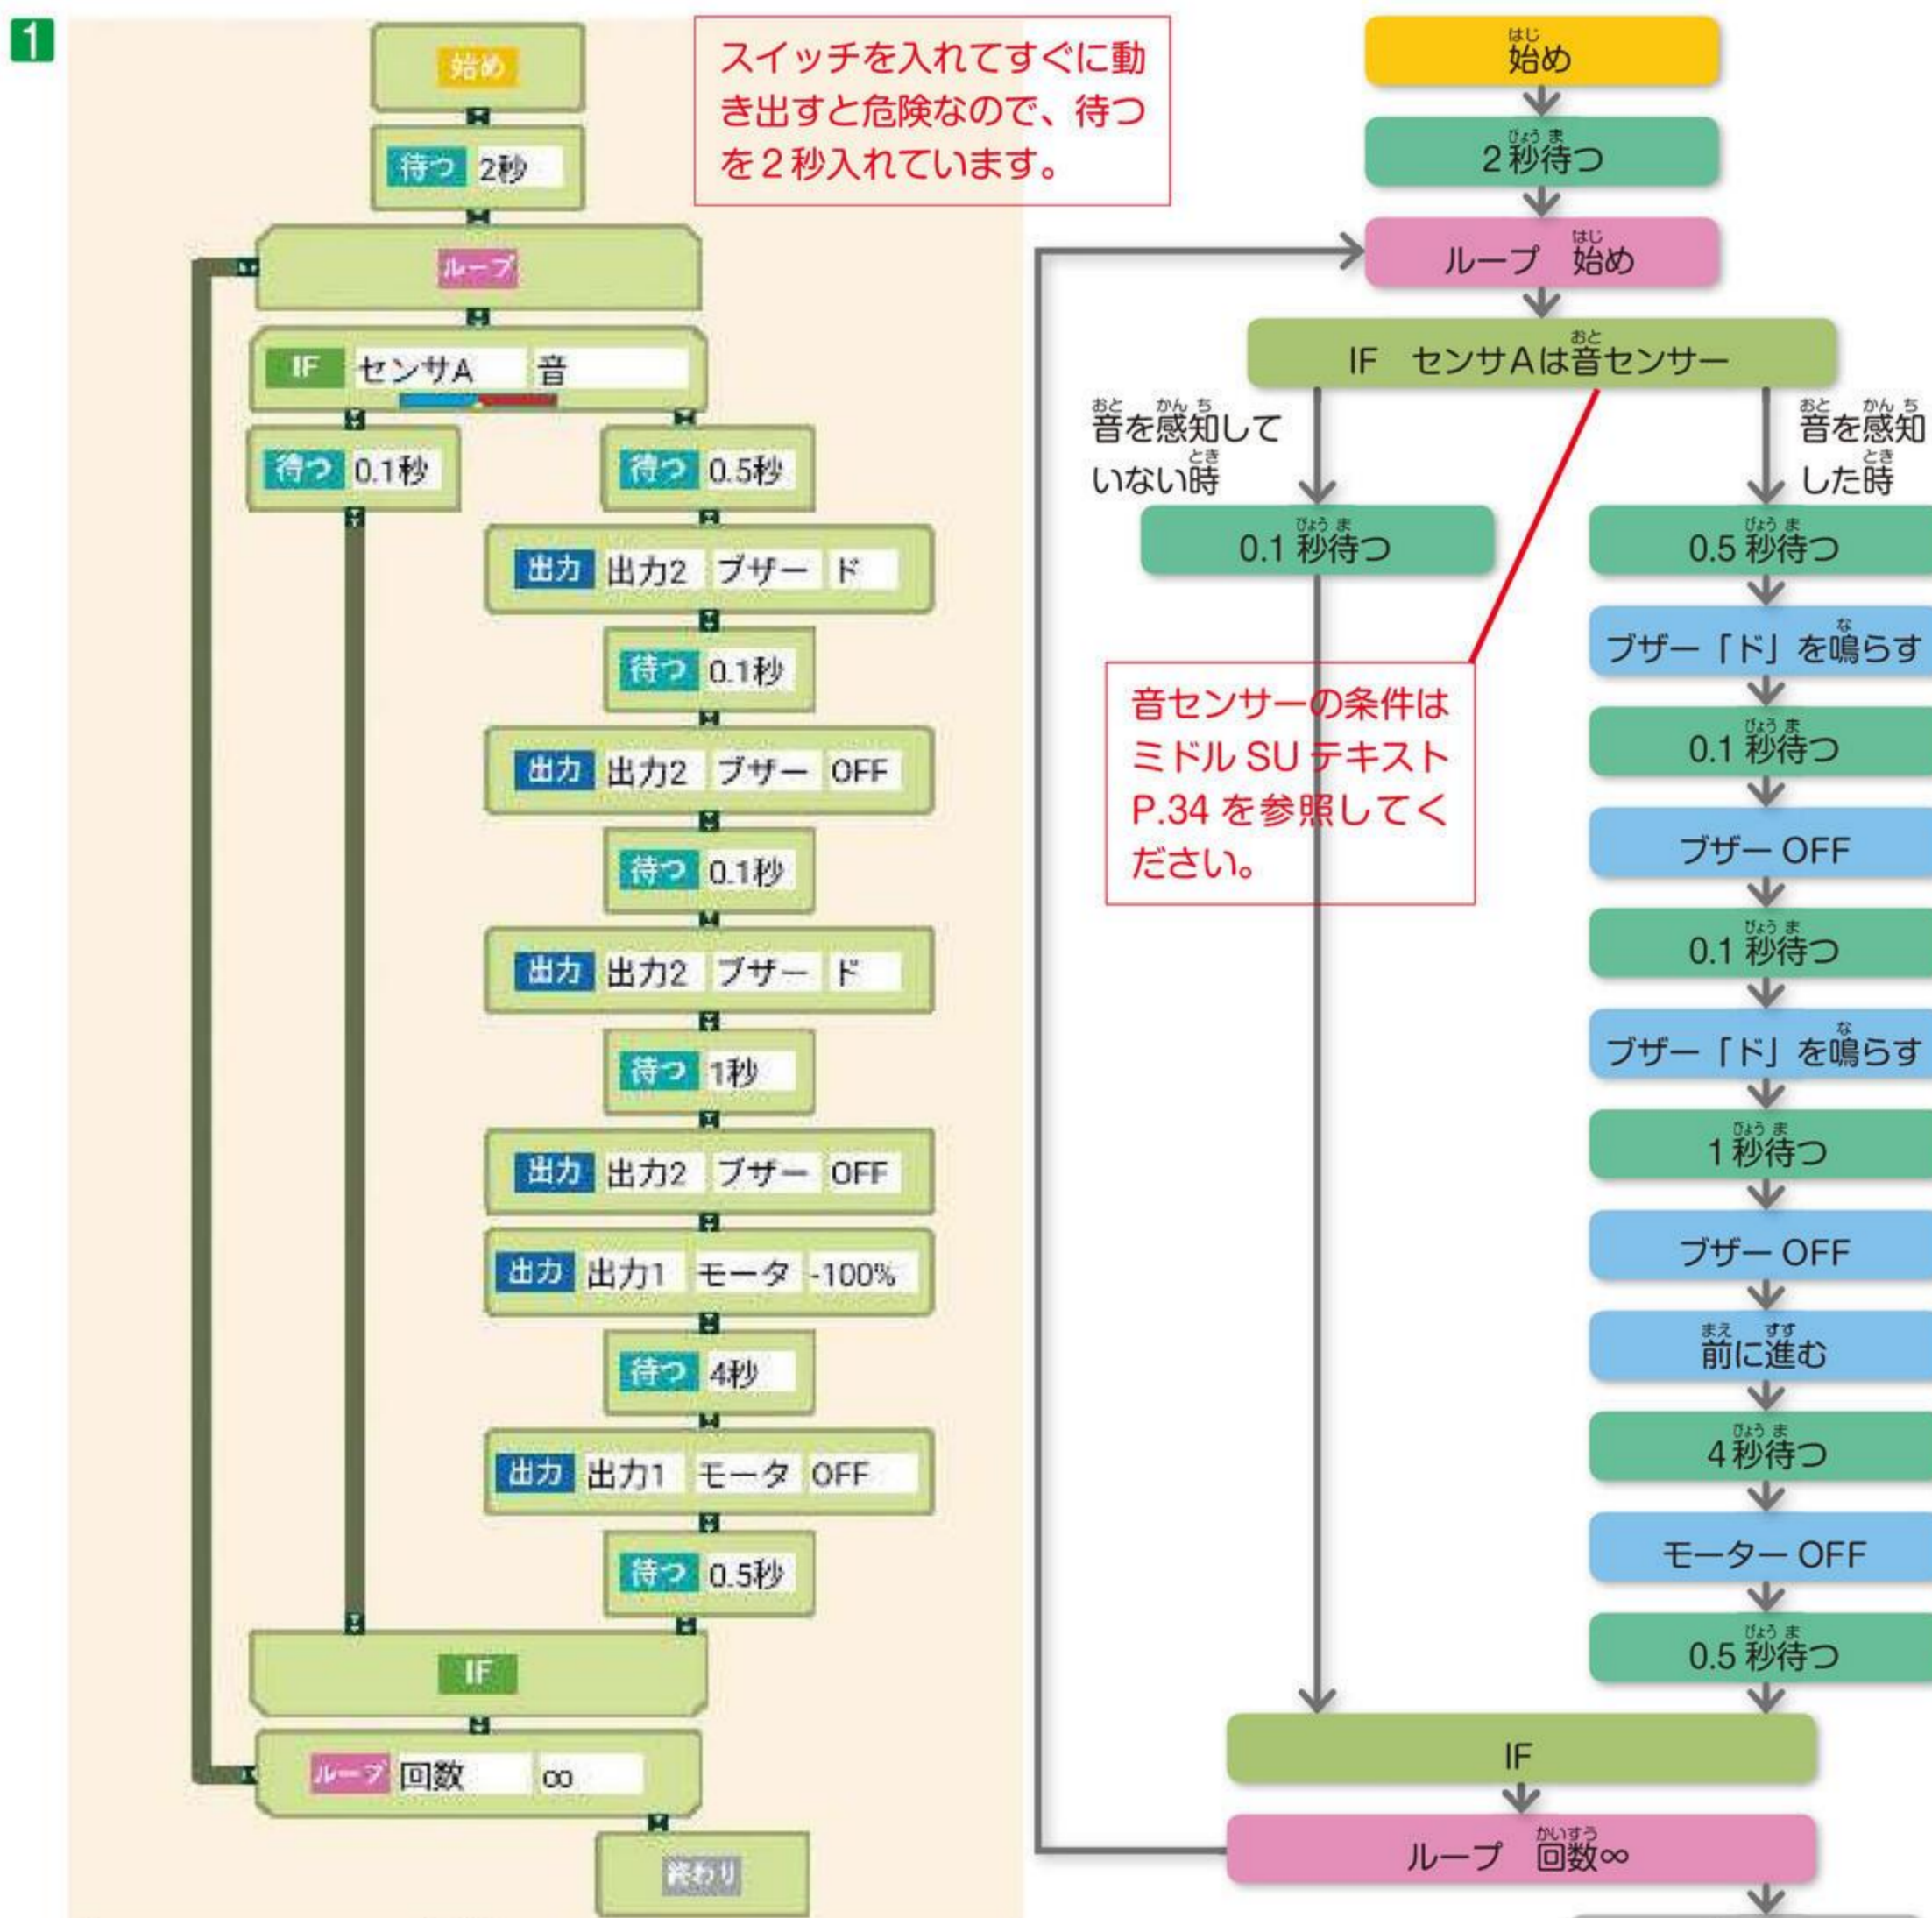 1
始め
待つ 2秒
ループ
IF センサA 音
待つ 0.1秒
待つ 0.5秒
出力 出力2 ブザー ド
待つ 0.1秒
出力 出力2 ブザー OFF
待つ 0.1秒
出力 出力2 ブザー ド
待つ 1秒
出力 出力2 ブザー OFF
出力 出力1 モータ -100%
待つ 4秒
出力 出力1 モータ OFF
待つ 0.5秒
IF
ループ 回数 ∞
終わり
スイッチを入れてすぐに動
き出すと危険なので、待つ
を2秒入れています。
はじ
始め
びょう ま
2秒待つ
はじ
ループ 始め
おと
IF センサAは音センサー
おと かん ち
音を感知して
とき
いない時
びょう ま
0.1 秒待つ
音センサーの条件は
ミドル SU テキスト
P.34 を参照してく
ださい。
おと かん ち
音を感知
とき
した時
びょう ま
0.5 秒待つ
な
ブザー「ド」を鳴らす
びょう ま
0.1 秒待つ
ブザー OFF
びょう ま
0.1 秒待つ
な
ブザー「ド」を鳴らす
びょう ま
1秒待つ
ブザー OFF
まえ すす
前に進む
びょう ま
4秒待つ
モーター OFF
びょう ま
0.5 秒待つ
IF
かいすう
ループ 回数∞